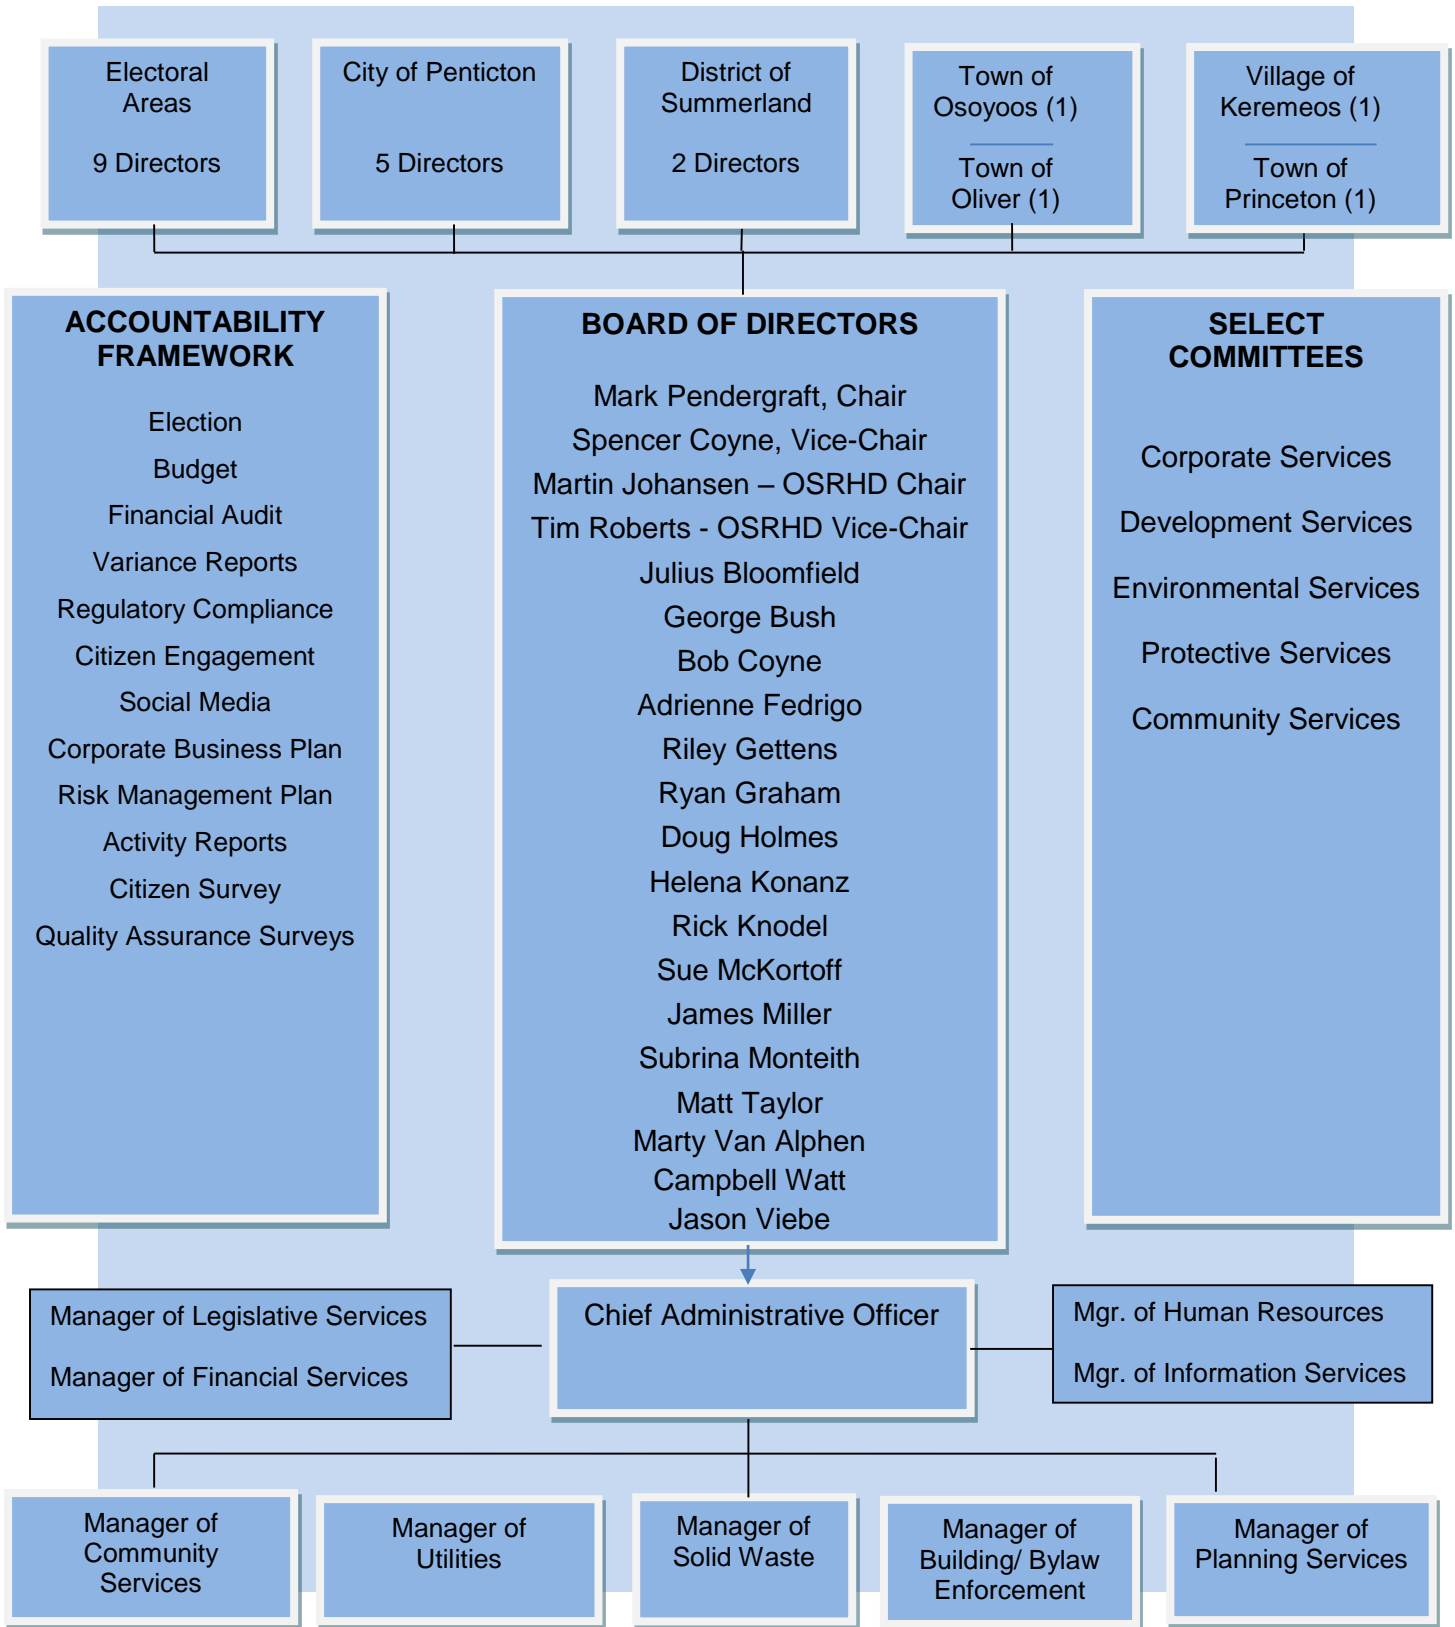 Electoral
Areas
9 Directors
City of Penticton
5 Directors
District of
Summerland
2 Directors
Town of
Osoyoos (1)
Town of
Oliver (1)
Village of
Keremeos (1)
Town of
Princeton (1)
ACCOUNTABILITY
FRAMEWORK
Election
Budget
Financial Audit
Variance Reports
Regulatory Compliance
Citizen Engagement
Social Media
Corporate Business Plan
Risk Management Plan
Activity Reports
Citizen Survey
Quality Assurance Surveys
BOARD OF DIRECTORS
Mark Pendergraft, Chair
Spencer Coyne, Vice-Chair
Martin Johansen – OSRHD Chair
Tim Roberts - OSRHD Vice-Chair
Julius Bloomfield
George Bush
Bob Coyne
Adrienne Fedrigo
Riley Gettens
Ryan Graham
Doug Holmes
Helena Konanz
Rick Knodel
Sue McKortoff
James Miller
Subrina Monteith
Matt Taylor
Marty Van Alphen
Campbell Watt
Jason Viebe
SELECT
COMMITTEES
Corporate Services
Development Services
Environmental Services
Protective Services
Community Services
Manager of Legislative Services
Manager of Financial Services
Chief Administrative Officer
Mgr. of Human Resources
Mgr. of Information Services
Manager of
Community
Services
Manager of
Utilities
Manager of
Solid Waste
Manager of
Building/ Bylaw
Enforcement
Manager of
Planning Services